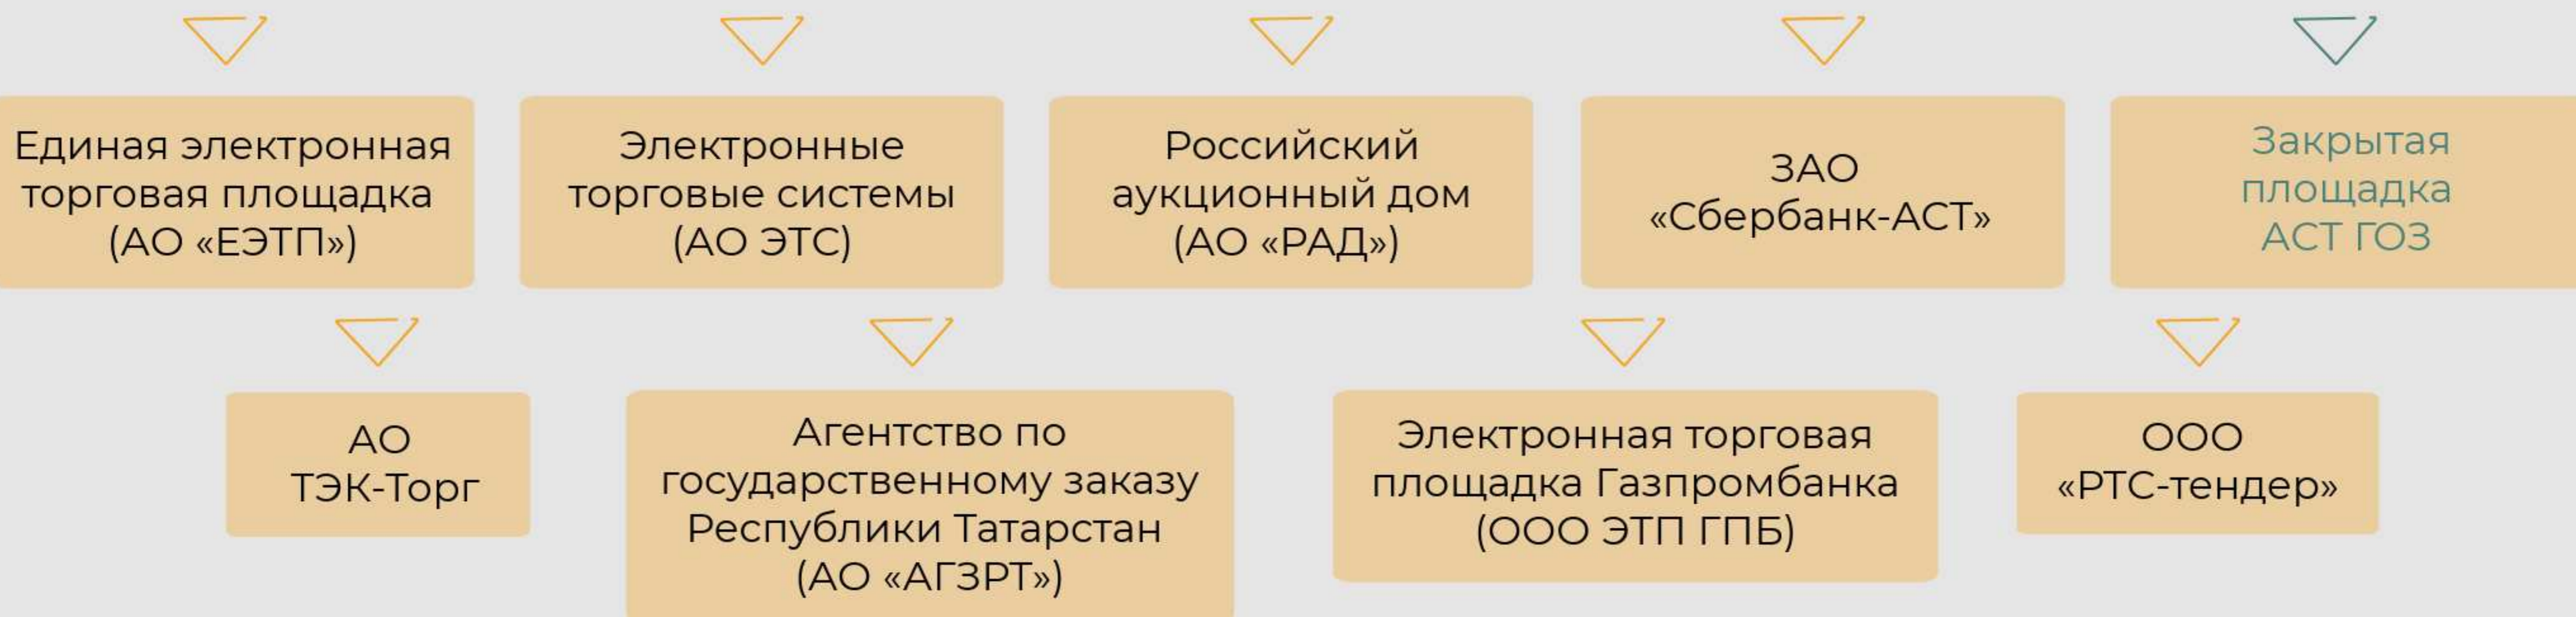 Единая электронная
торговая площадка
(АО «ЕЭТП»)
Электронные
торговые системы
(АО ЭТС)
Российский
аукционный дом
(АО «РАД»)
ЗАО
«Сбербанк-АСТ»
Закрытая
площадка
АСТ ГОЗ
АО
ТЭК-Торг
Агентство по
государственному заказу
Республики Татарстан
(АО «АГЗРТ»)
Электронная торговая
площадка Газпромбанка
(ООО ЭТП ГПБ)
ООО
«РТС-тендер»